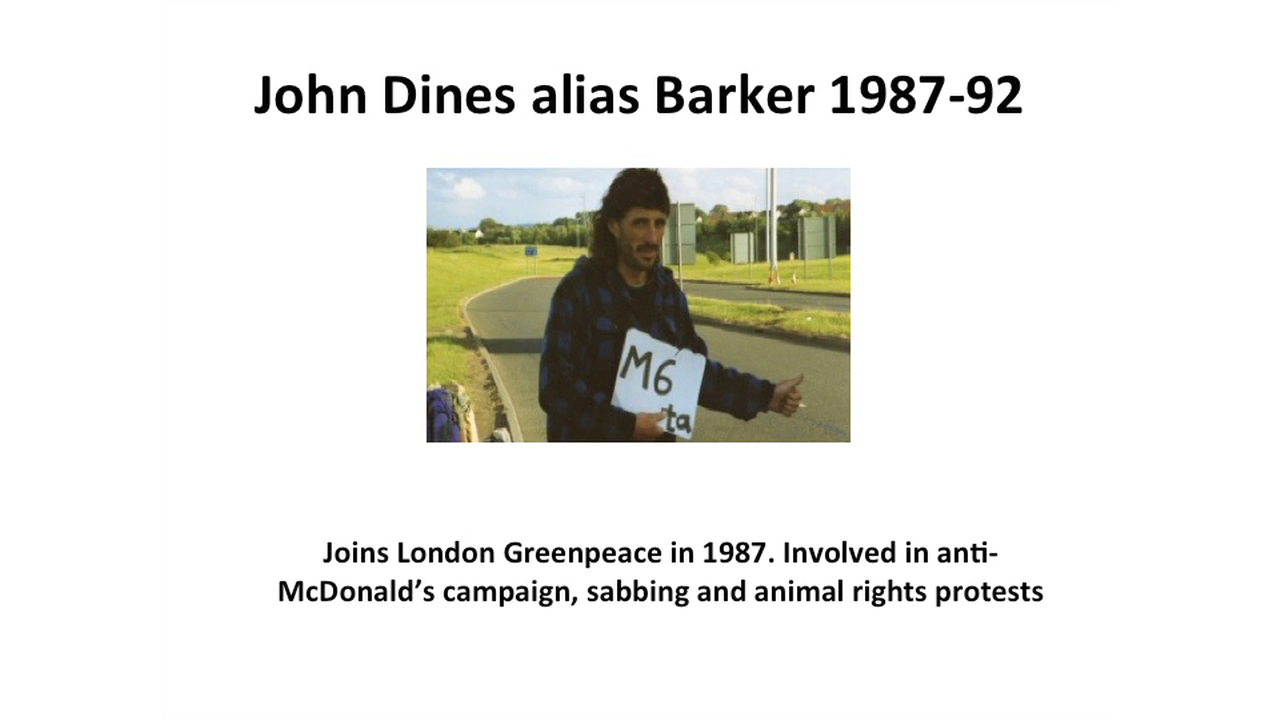 John Dines alias Barker 1987-92
M6
ta
Joins London Greenpeace in 1987. Involved in anti-
McDonald’s campaign, sabbing and animal rights protests